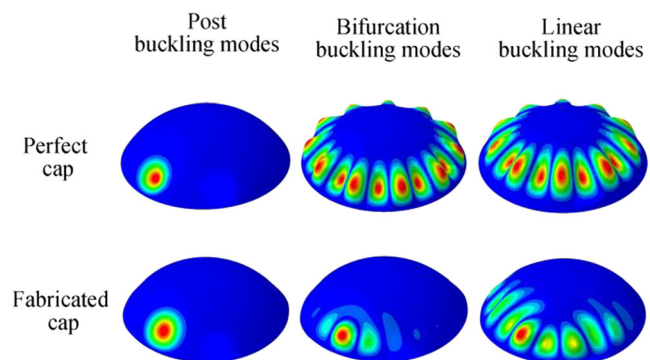 Post
buckling modes
Bifurcation
buckling modes
Linear
buckling modes
Perfect
cap
Fabricated
cap